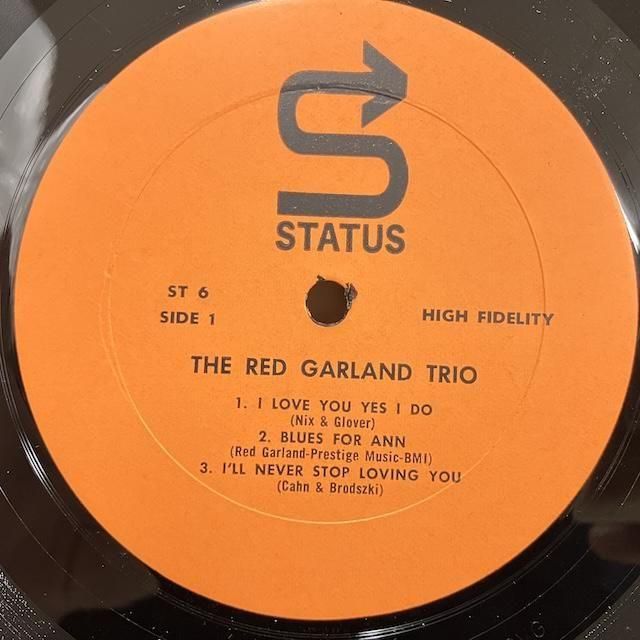 STATUS
ST 6
SIDE 1
HIGH FIDELITY
THE RED GARLAND TRIO
1. I LOVE YOU YES I DO
(Nix & Glover)
2. BLUES FOR ANN
(Red Garland-Prestige Music-BMI)
3. I'LL NEVER STOP LOVING YOU
(Cahn & Brodszki)